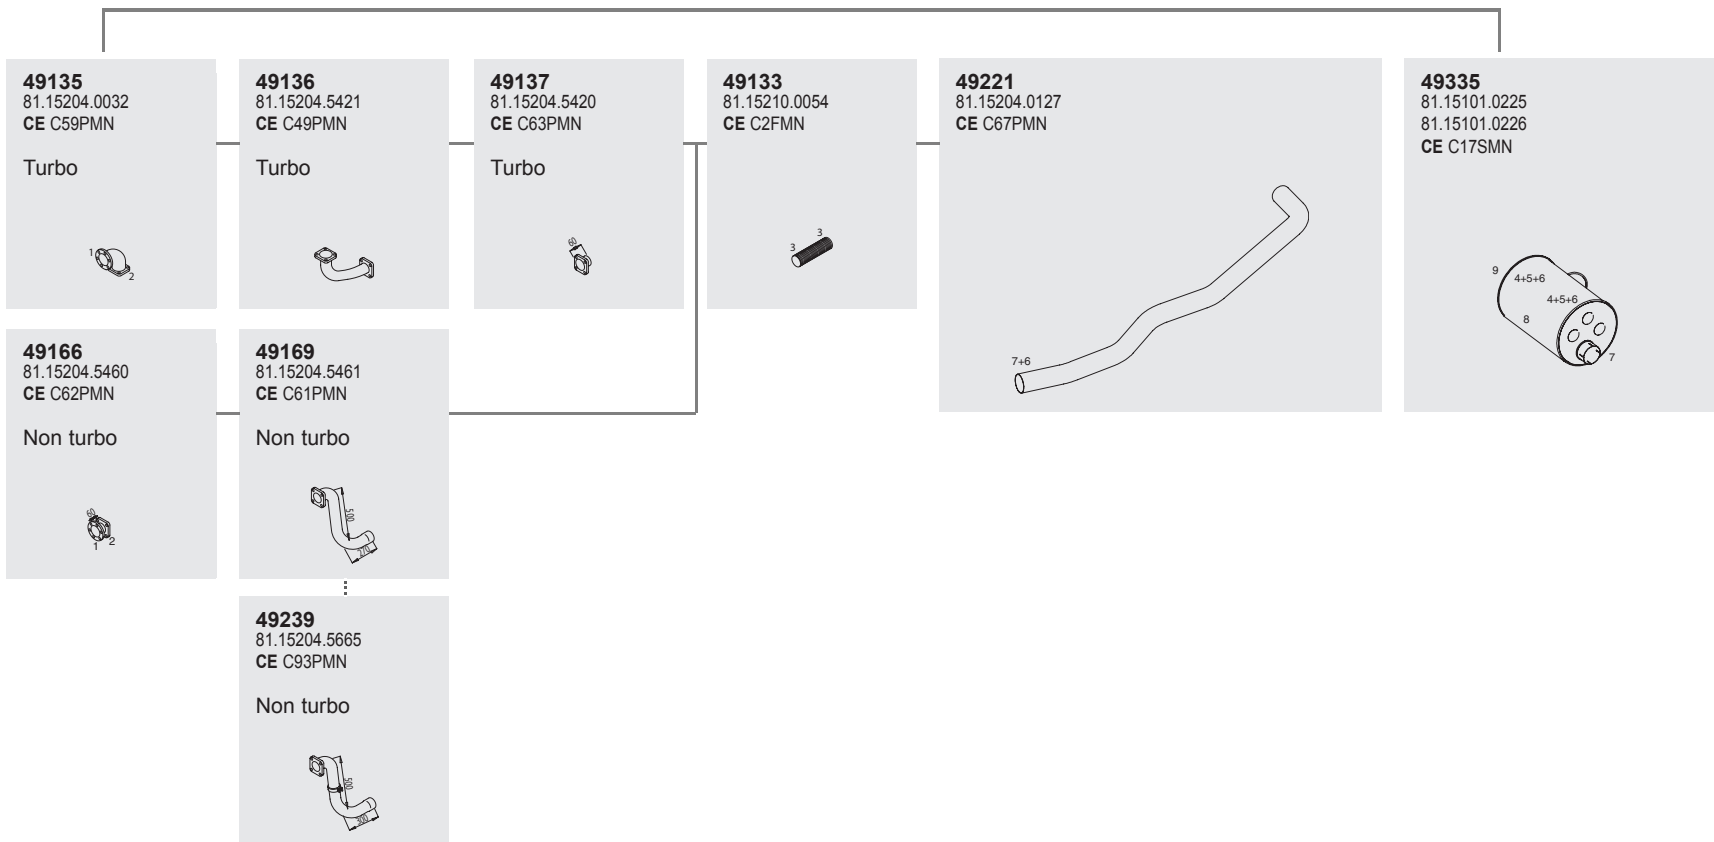 49135
81.15204.0032
CE C59PMN
Turbo
1
2
49136
81.15204.5421
CE C49PMN
Turbo
49137
81.15204.5420
CE C63PMN
Turbo
60
49133
81.15210.0054
CE C2FMN
3
3
49221
81.15204.0127
CE C67PMN
7+6
49335
81.15101.0225
81.15101.0226
CE C17SMN
9
4+5+6
4+5+6
8
7
49166
81.15204.5460
CE C62PMN
Non turbo
60
1
2
49169
81.15204.5461
CE C61PMN
Non turbo
500
270
49239
81.15204.5665
CE C93PMN
Non turbo
500
300